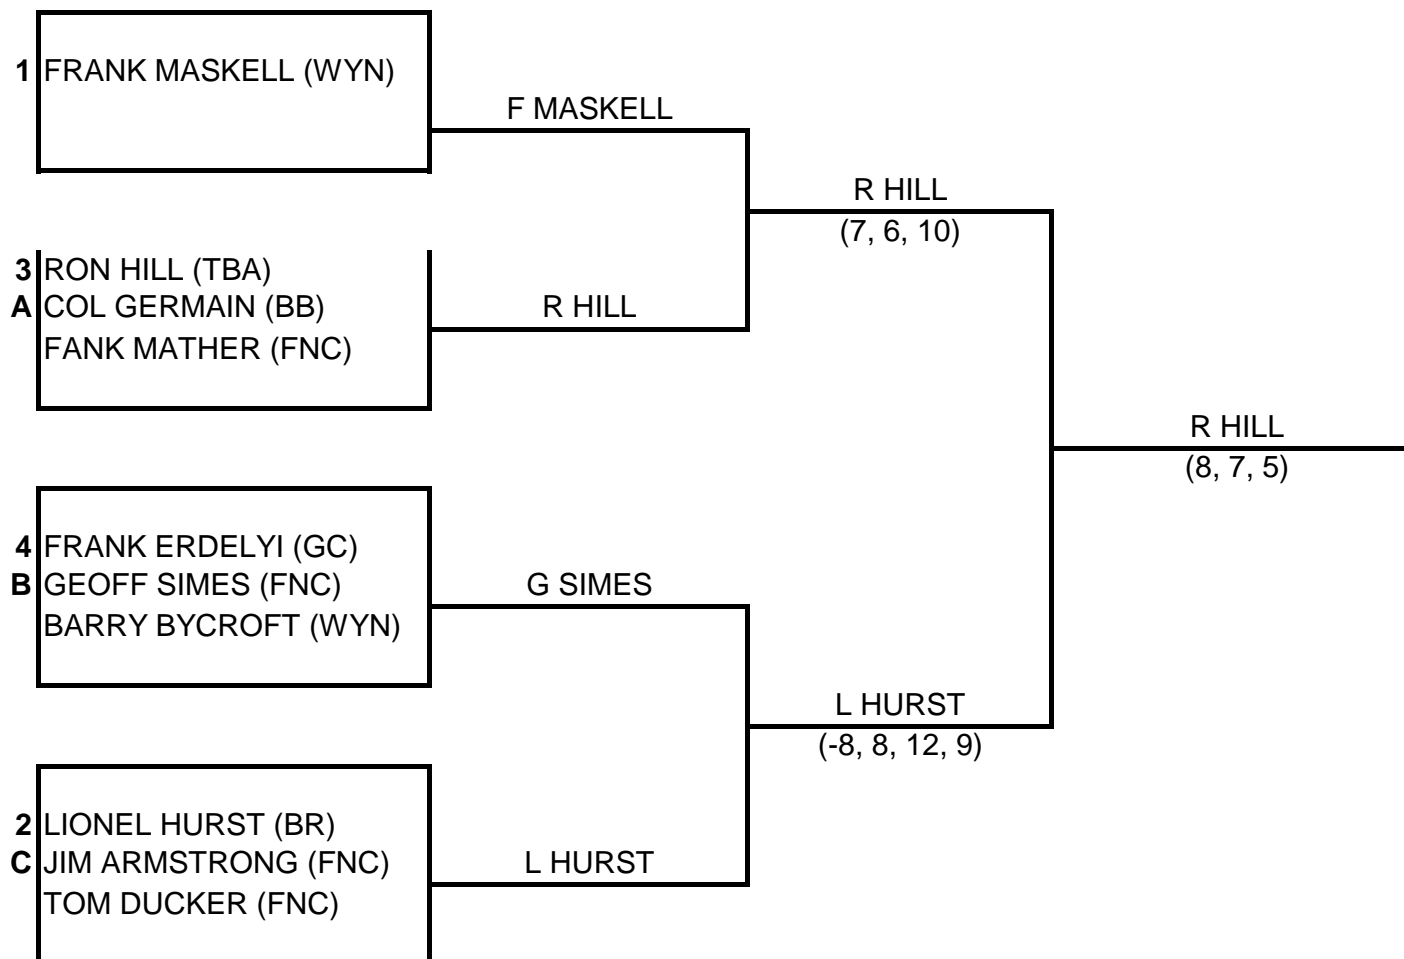 1 FRANK MASKELL (WYN)
F MASKELL
R HILL
(7, 6, 10)
3 RON HILL (TBA)
A COL GERMAIN (BB)
R HILL
FANK MATHER (FNC)
R HILL
(8, 7, 5)
4 FRANK ERDELYI (GC)
B GEOFF SIMES (FNC)
G SIMES
BARRY BYCROFT (WYN)
L HURST
(-8, 8, 12, 9)
2 LIONEL HURST (BR)
C JIM ARMSTRONG (FNC)
L HURST
TOM DUCKER (FNC)